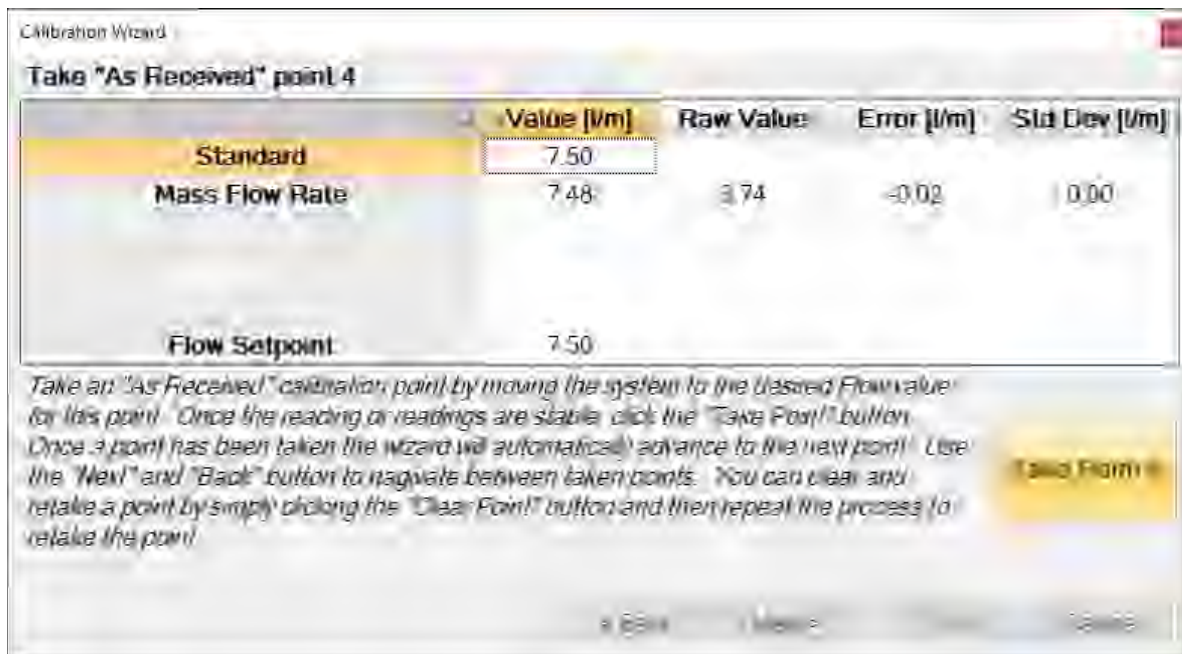 Calibration Wizard
Take "As Received" point 4
Value [l/m] Raw Value Error [l/m] Std Dev [l/m]
Standard 7.50
Mass Flow Rate 7.48 3.74 -0.02 0.00
Flow Setpoint 7.50
Take an "As Received" calibration point by moving the system to the desired Flow value
for this point. Once the reading or readings are stable, click the "Take Point" button.
Once a point has been taken the wizard will automatically advance to the next point. Use
the "Next" and "Back" button to nagivate between taken points. You can clear and
retake a point by simply clicking the "Clear Point" button and then repeat the process to
retake the point.
Take Point 4
< Back